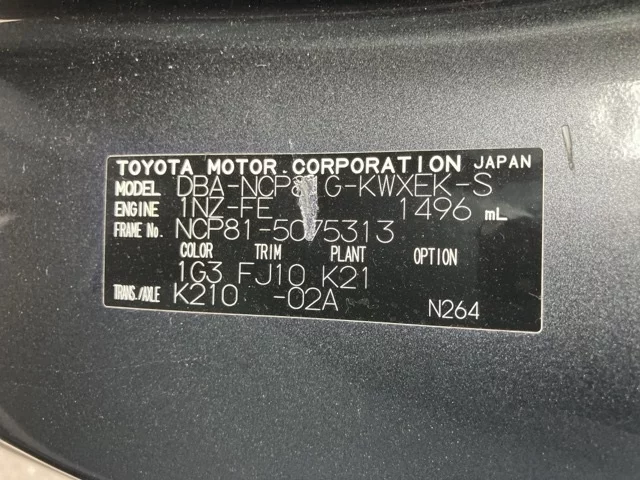 TOYOTA MOTOR CORPORATION JAPAN
MODEL DBA-NCP81G-KWXEK-S
ENGINE 1NZ-FE 1496 mL
FRAME No. NCP81-5075313
COLOR TRIM PLANT OPTION
1G3 FJ10 K21
TRANS./AXLE K210 -02A N264